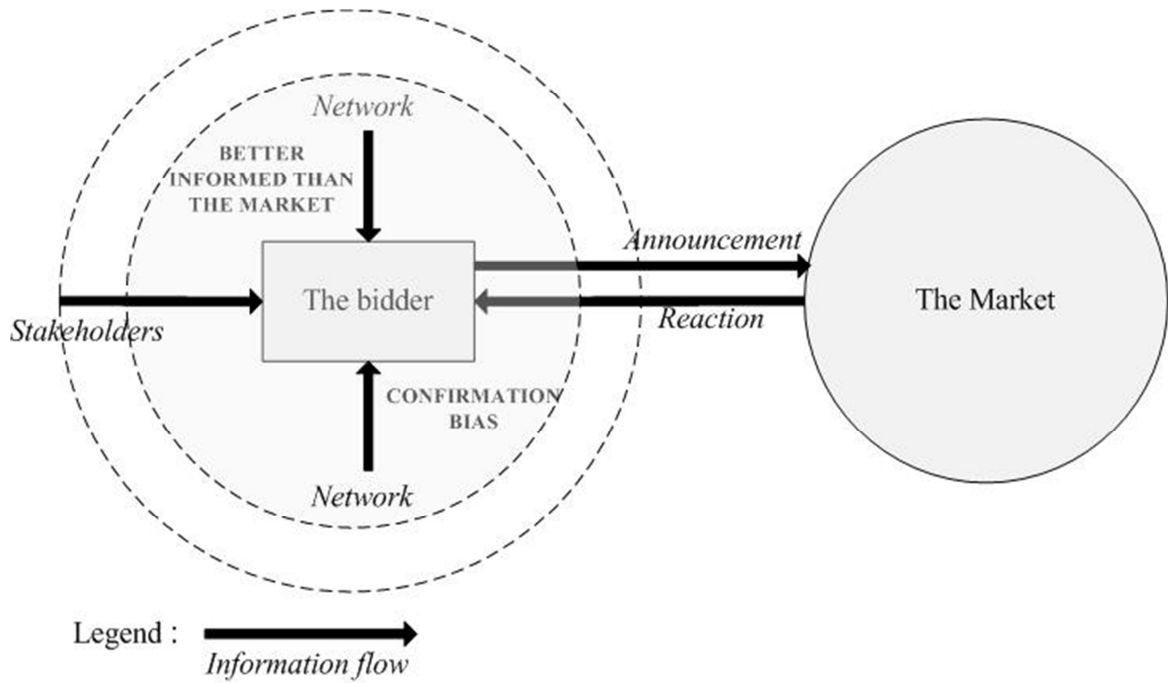 Network
BETTER
INFORMED THAN
THE MARKET
Announcement
The bidder
The Market
Stakeholders
Reaction
CONFIRMATION
BIAS
Network
Legend :
Information flow